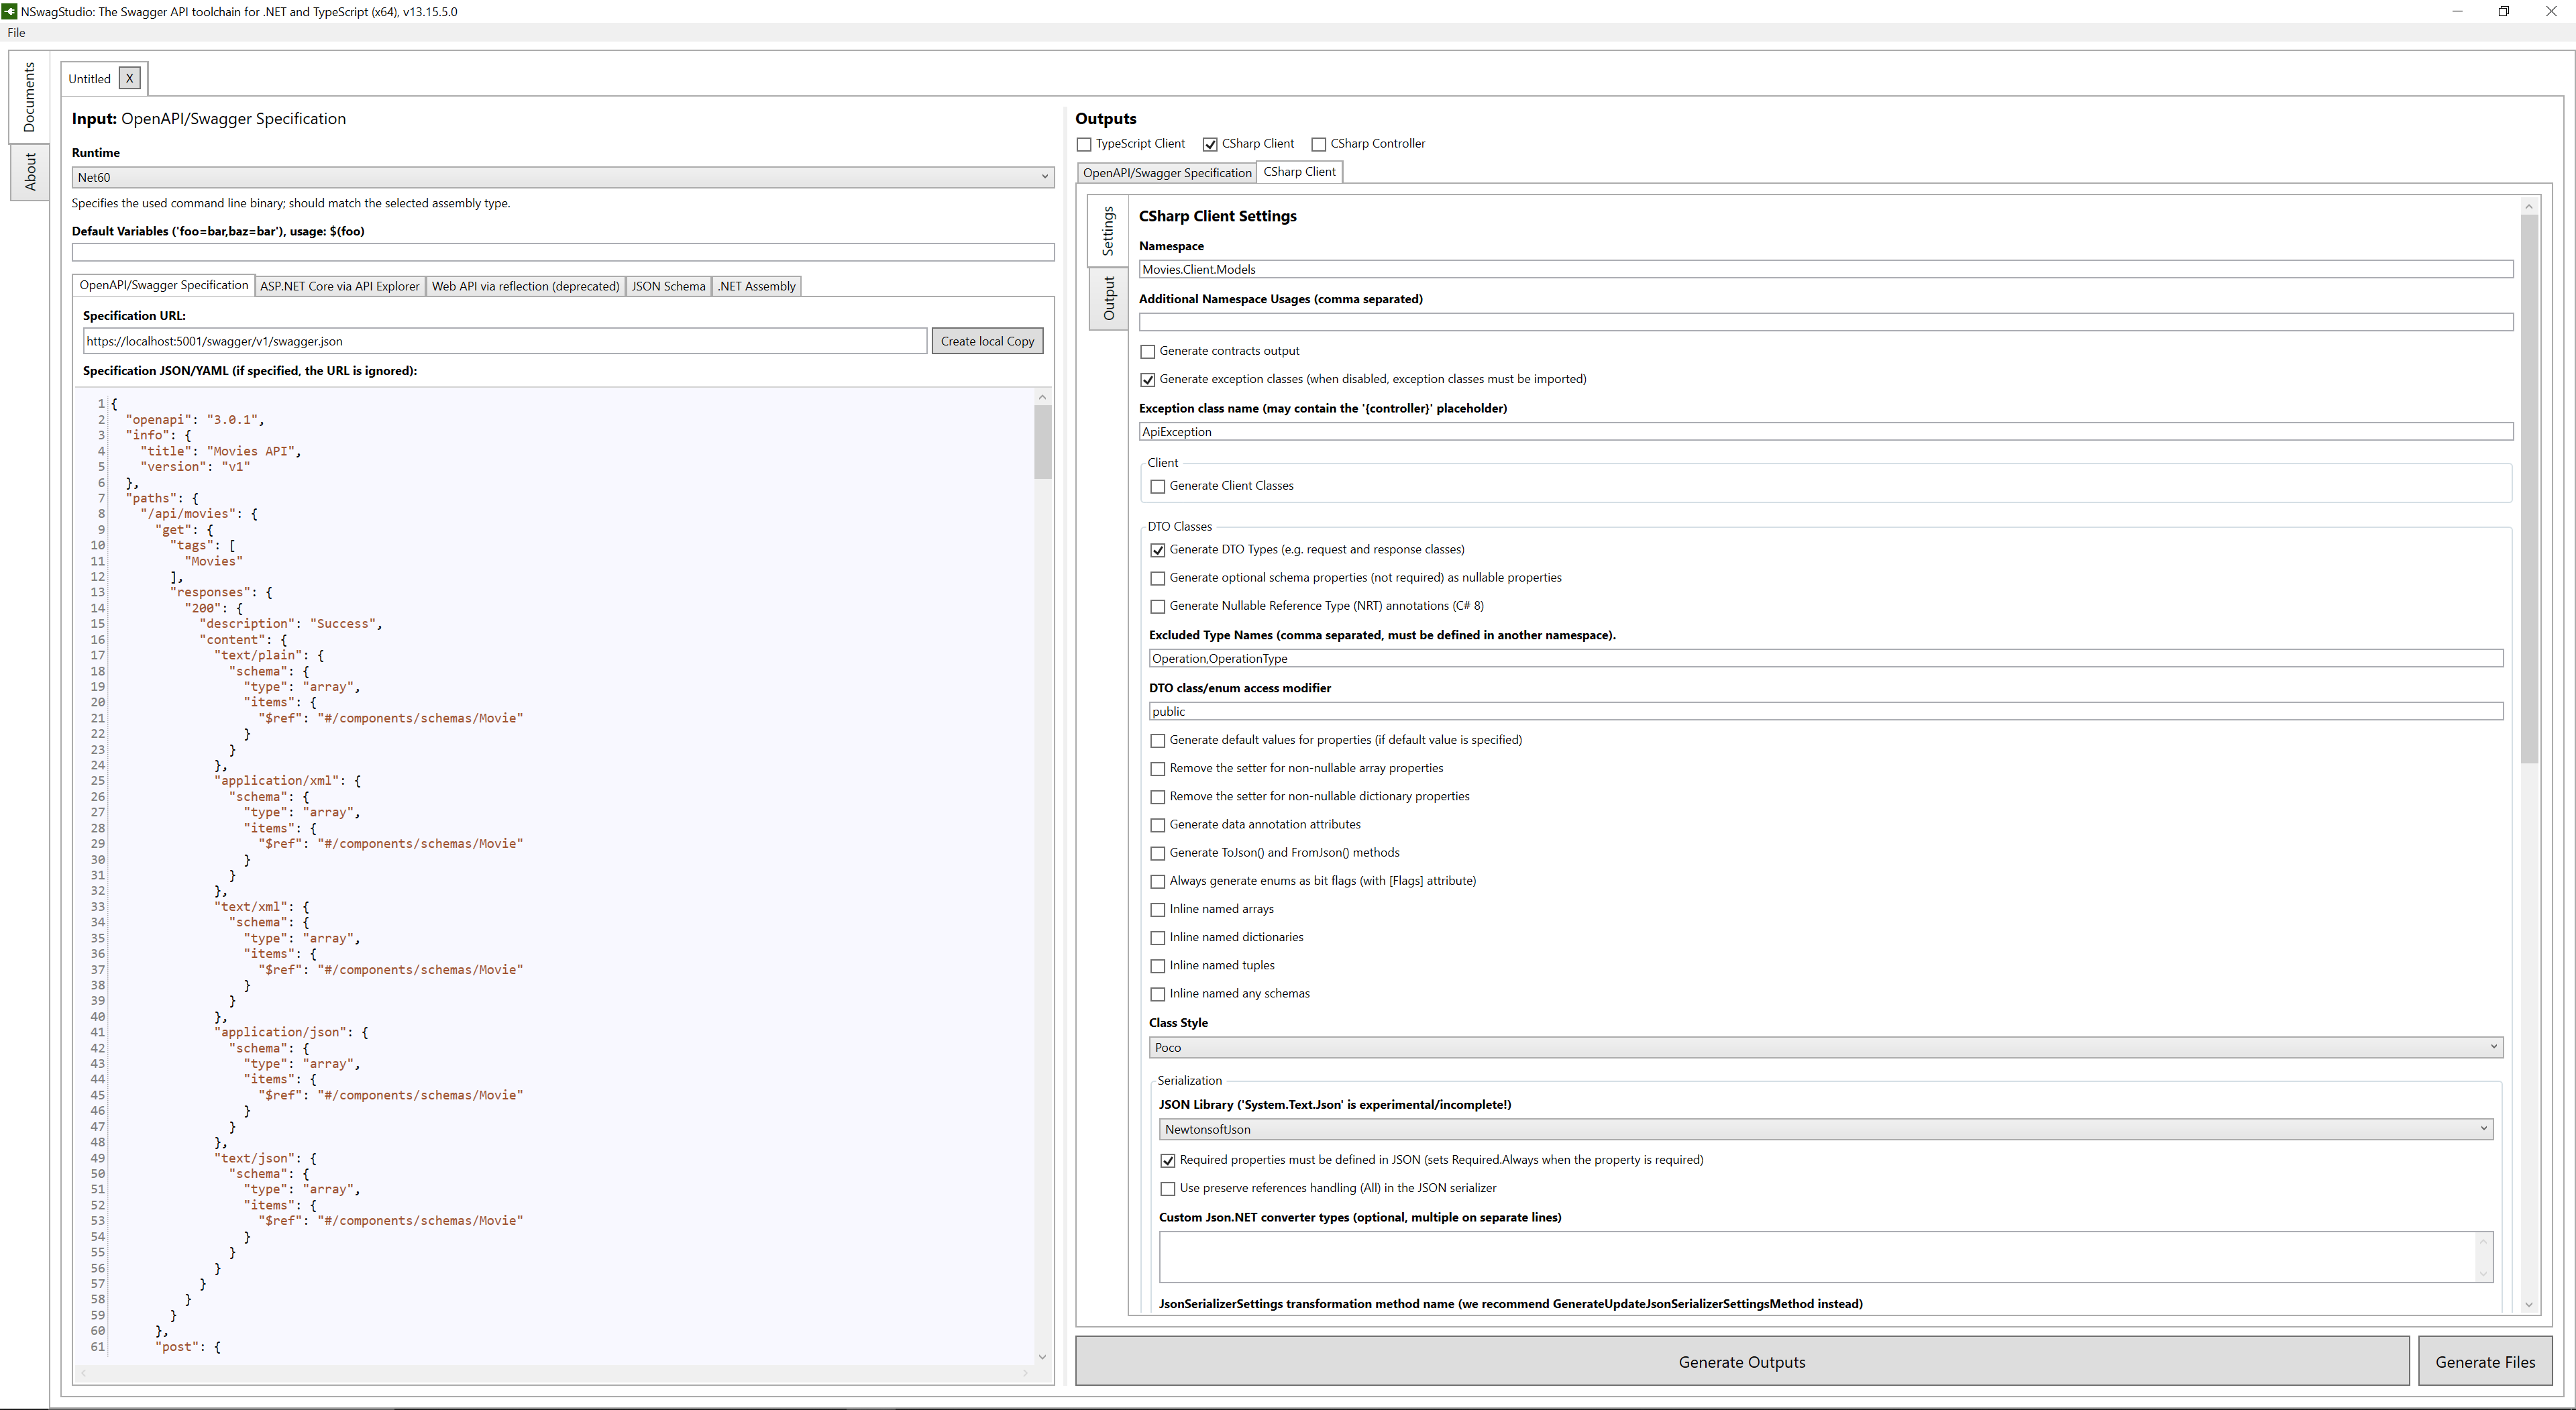 NSwagStudio: The Swagger API toolchain for .NET and TypeScript (x64), v13.15.5.0
File
Documents
About
Untitled X
Input: OpenAPI/Swagger Specification
Runtime
Net60
Specifies the used command line binary; should match the selected assembly type.
Default Variables ('foo=bar,baz=bar'), usage: $(foo)
OpenAPI/Swagger Specification ASP.NET Core via API Explorer Web API via reflection (deprecated) JSON Schema .NET Assembly
Specification URL:
https://localhost:5001/swagger/v1/swagger.json Create local Copy
Specification JSON/YAML (if specified, the URL is ignored):
1 {
2 "openapi": "3.0.1",
3 "info": {
4 "title": "Movies API",
5 "version": "v1"
6 },
7 "paths": {
8 "/api/movies": {
9 "get": {
10 "tags": [
11 "Movies"
12 ],
13 "responses": {
14 "200": {
15 "description": "Success",
16 "content": {
17 "text/plain": {
18 "schema": {
19 "type": "array",
20 "items": {
21 "$ref": "#/components/schemas/Movie"
22 }
23 }
24 },
25 "application/xml": {
26 "schema": {
27 "type": "array",
28 "items": {
29 "$ref": "#/components/schemas/Movie"
30 }
31 }
32 },
33 "text/xml": {
34 "schema": {
35 "type": "array",
36 "items": {
37 "$ref": "#/components/schemas/Movie"
38 }
39 }
40 },
41 "application/json": {
42 "schema": {
43 "type": "array",
44 "items": {
45 "$ref": "#/components/schemas/Movie"
46 }
47 }
48 },
49 "text/json": {
50 "schema": {
51 "type": "array",
52 "items": {
53 "$ref": "#/components/schemas/Movie"
54 }
55 }
56 }
57 }
58 }
59 }
60 },
61 "post": {
Outputs
TypeScript Client CSharp Client CSharp Controller
OpenAPI/Swagger Specification CSharp Client
Settings
Output
CSharp Client Settings
Namespace
Movies.Client.Models
Additional Namespace Usages (comma separated)
Generate contracts output
Generate exception classes (when disabled, exception classes must be imported)
Exception class name (may contain the '{controller}' placeholder)
ApiException
Client
Generate Client Classes
DTO Classes
Generate DTO Types (e.g. request and response classes)
Generate optional schema properties (not required) as nullable properties
Generate Nullable Reference Type (NRT) annotations (C# 8)
Excluded Type Names (comma separated, must be defined in another namespace).
Operation,OperationType
DTO class/enum access modifier
public
Generate default values for properties (if default value is specified)
Remove the setter for non-nullable array properties
Remove the setter for non-nullable dictionary properties
Generate data annotation attributes
Generate ToJson() and FromJson() methods
Always generate enums as bit flags (with [Flags] attribute)
Inline named arrays
Inline named dictionaries
Inline named tuples
Inline named any schemas
Class Style
Poco
Serialization
JSON Library ('System.Text.Json' is experimental/incomplete!)
NewtonsoftJson
Required properties must be defined in JSON (sets Required.Always when the property is required)
Use preserve references handling (All) in the JSON serializer
Custom Json.NET converter types (optional, multiple on separate lines)
JsonSerializerSettings transformation method name (we recommend GenerateUpdateJsonSerializerSettingsMethod instead)
Generate Outputs Generate Files